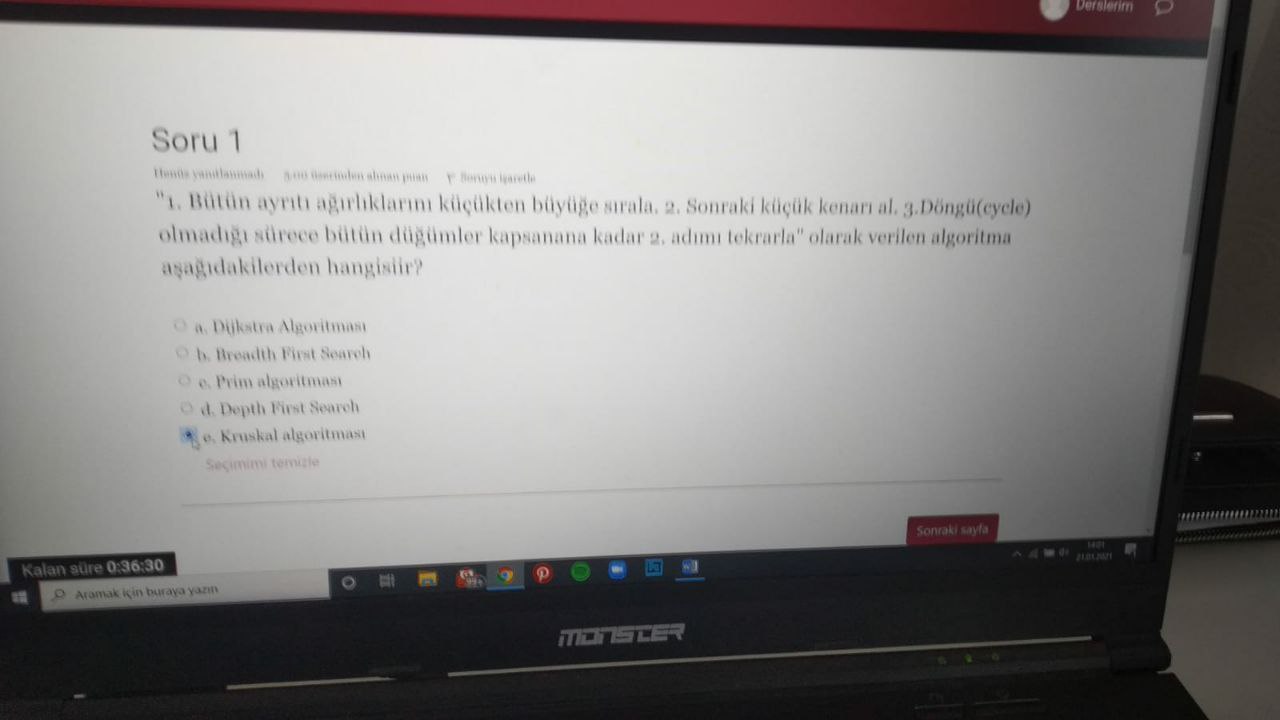 Derslerim
Soru 1
Henüz yanıtlanmadı 3,00 üzerinden alınan puan Soruyu işaretle
"1. Bütün ayrıtı ağırlıklarını küçükten büyüğe sırala. 2. Sonraki küçük kenarı al. 3.Döngü(cycle)
olmadığı sürece bütün düğümler kapsanana kadar 2. adımı tekrarla" olarak verilen algoritma
aşağıdakilerden hangisiir?
a. Dijkstra Algoritması
b. Breadth First Search
c. Prim algoritması
d. Depth First Search
e. Kruskal algoritması
Seçimimi temizle
Sonraki sayfa
Kalan süre 0:36:30
Aramak için buraya yazın
99+
14:01
21.01.2021
MONSTER